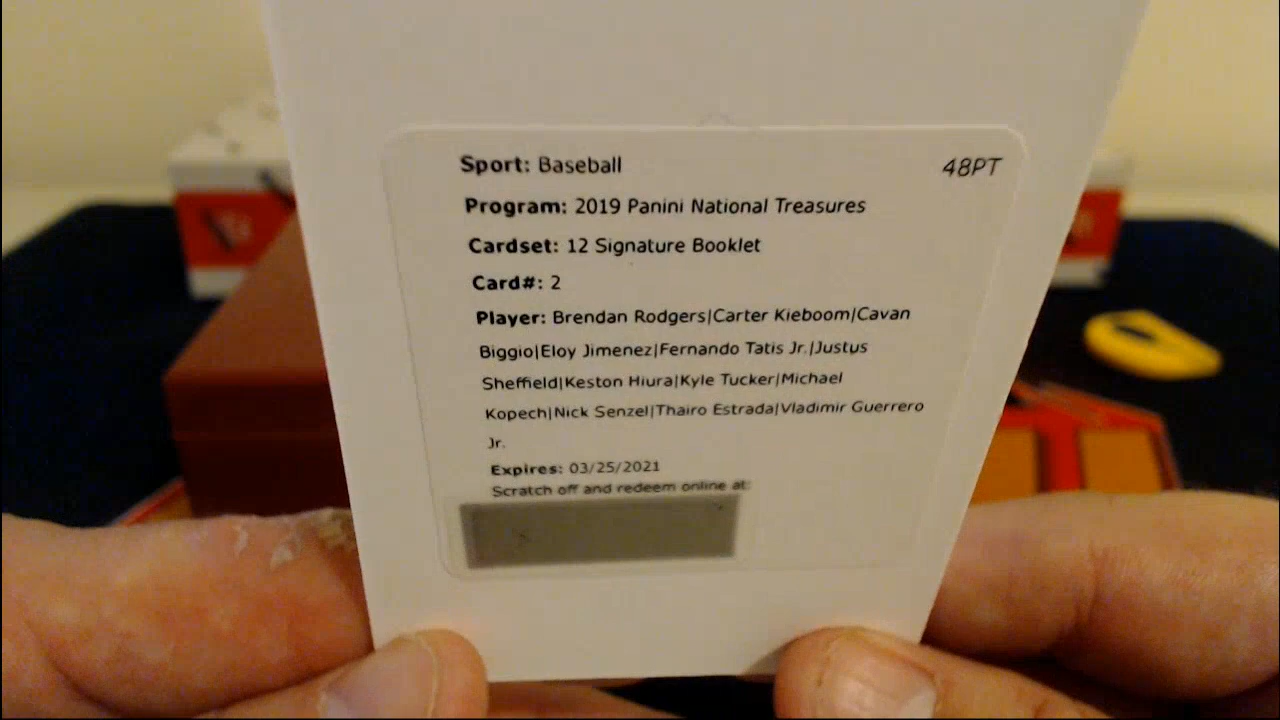 Sport: Baseball 48PT
Program: 2019 Panini National Treasures
Cardset: 12 Signature Booklet
Card#: 2
Player: Brendan Rodgers|Carter Kieboom|Cavan
Biggio|Eloy Jimenez|Fernando Tatis Jr.|Justus
Sheffield|Keston Hiura|Kyle Tucker|Michael
Kopech|Nick Senzel|Thairo Estrada|Vladimir Guerrero
Jr.
Expires: 03/25/2021
Scratch off and redeem online at: